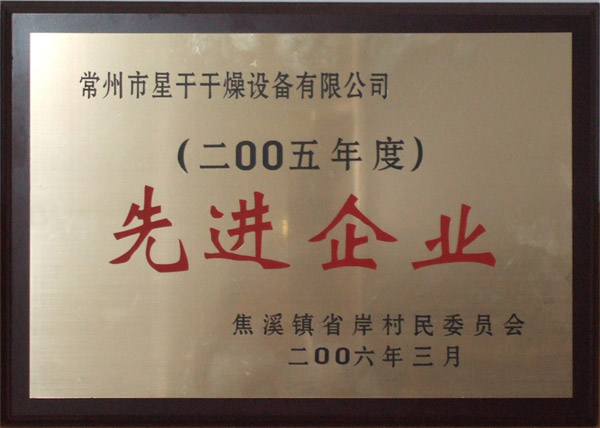 常州市星干干燥设备有限公司
(二00五年度)
先进企业
焦溪镇省岸村民委员会
二00六年三月